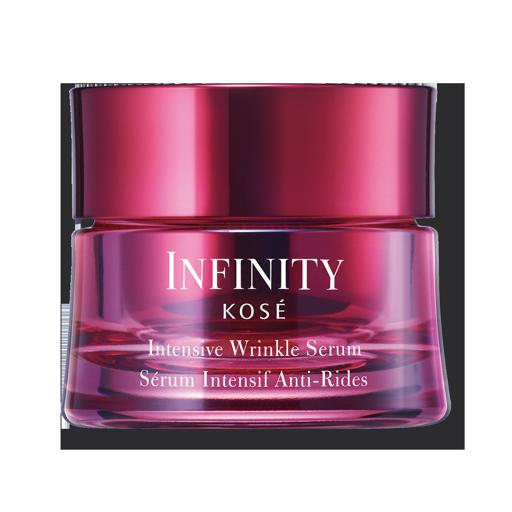 INFINITY
KOSÉ
Intensive Wrinkle Serum
Sérum Intensif Anti-Rides